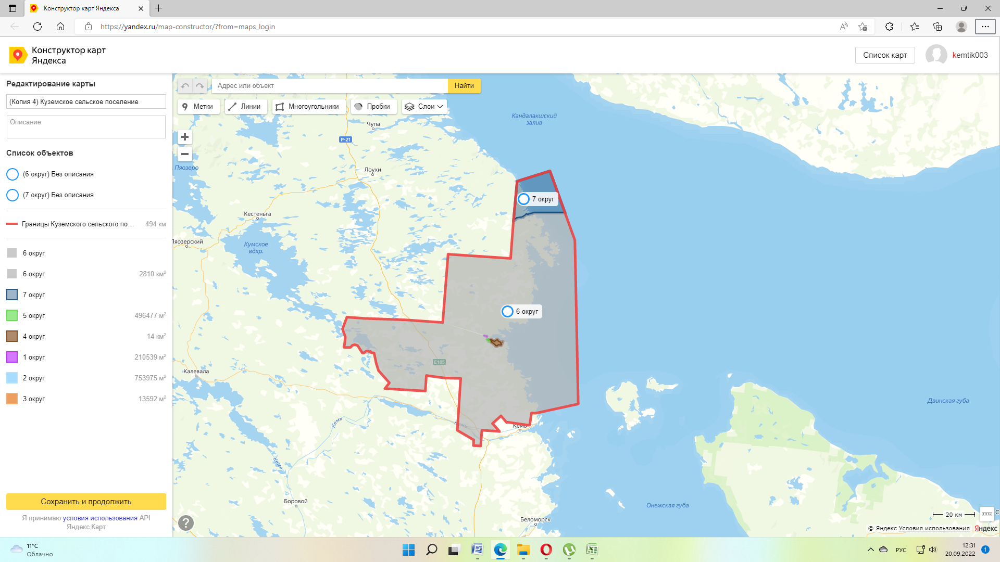 Конструктор карт Яндекса
https://yandex.ru/map-constructor/?from=maps_login
Конструктор карт
Яндекса
Список карт
kemtik003
Редактирование карты
(Копия 4) Куземское сельское поселение
Описание
Список объектов
(6 округ) Без описания
(7 округ) Без описания
Границы Куземского сельского по... 494 км
6 округ
6 округ 2810 км²
7 округ
5 округ 496477 м²
4 округ 14 км²
1 округ 210539 м²
2 округ 753975 м²
3 округ 13592 м²
Сохранить и продолжить
Я принимаю условия использования API
Яндекс.Карт
Адрес или объект
Найти
Метки
Линии
Многоугольники
Пробки
Слои
Чупа
Р-21
Кандалакшский
залив
Пяозеро
Лоухи
7 округ
Кестеньга
Пяозерский
Кумское
вдхр.
6 округ
E105
Калевала
Двинская губа
Кемь
Кемь
Кемь
Кемь
Боровой
Беломорск
Онежская губа
20 км
С
© Яндекс Условия использования Яндекс
?
11°C
Облачно
РУС
12:31
20.09.2022
1